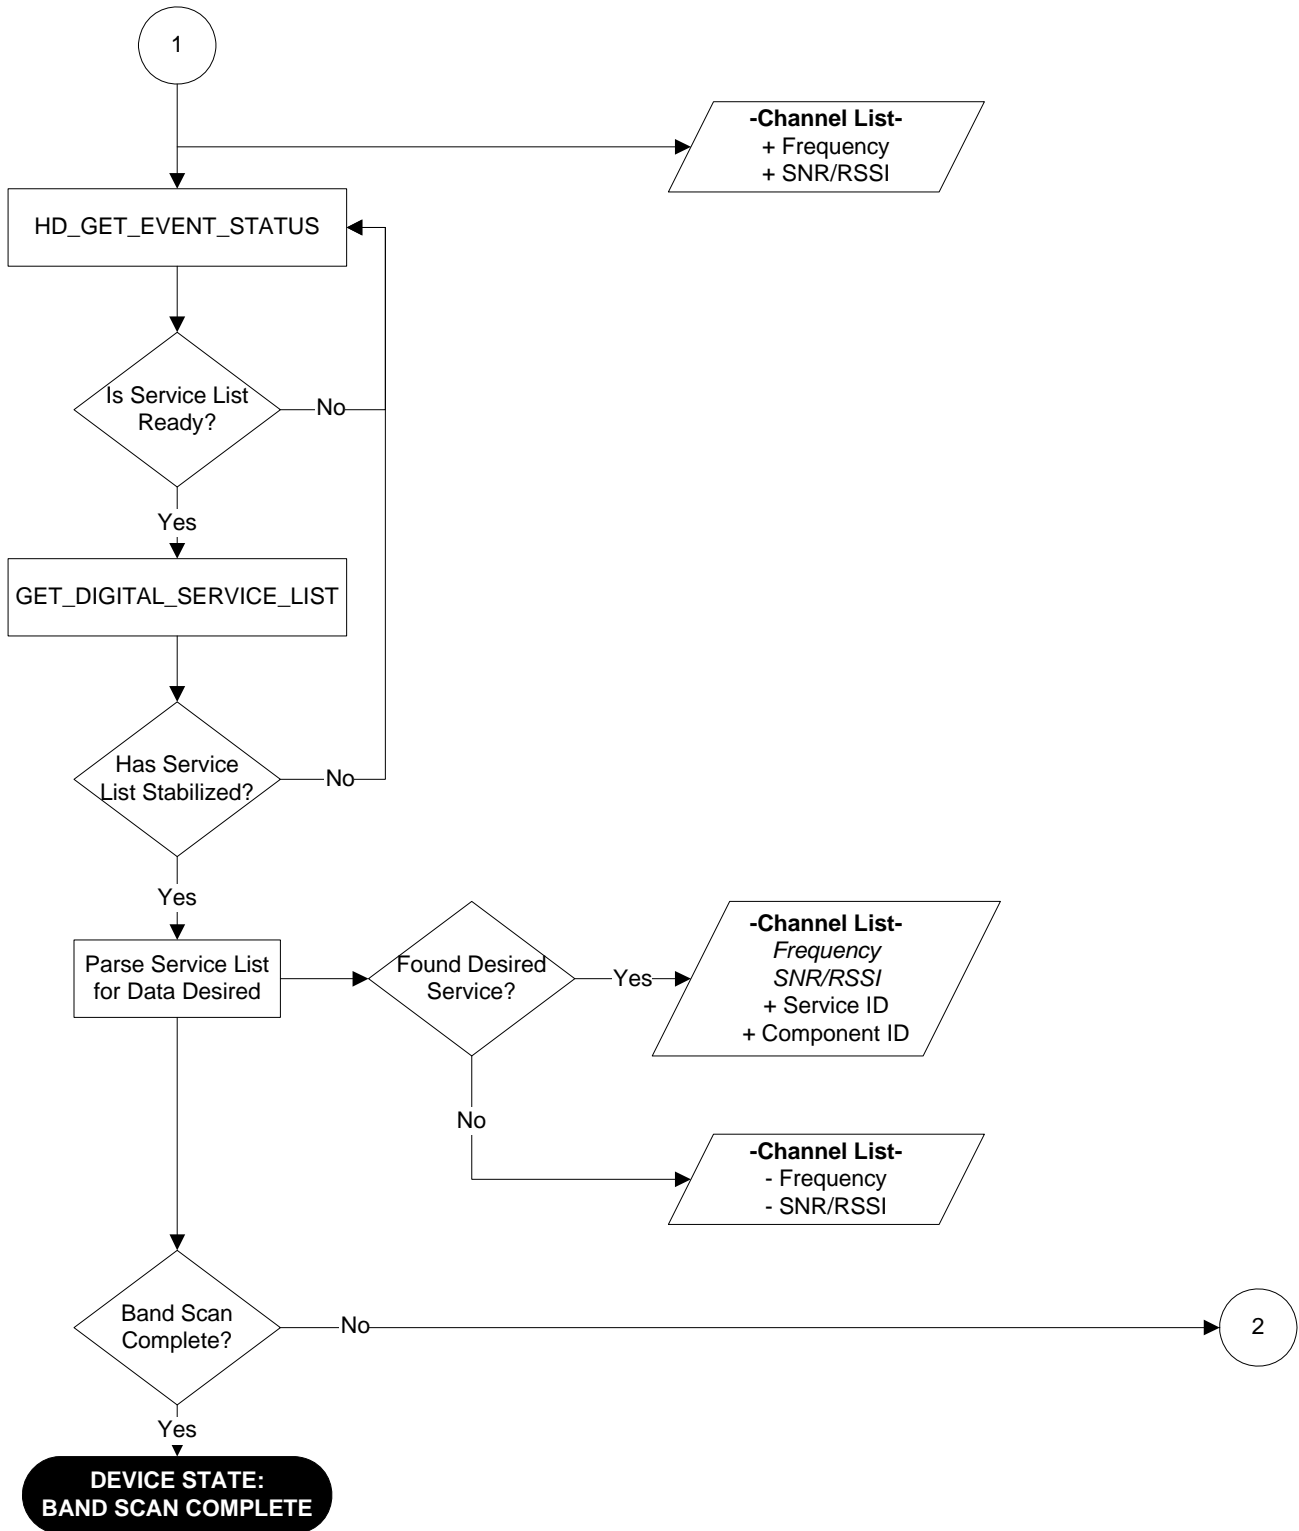 1
-Channel List-
+ Frequency
+ SNR/RSSI
HD_GET_EVENT_STATUS
Is Service List
Ready?
No
Yes
GET_DIGITAL_SERVICE_LIST
Has Service
List Stabilized?
No
Yes
Parse Service List
for Data Desired
Found Desired
Service?
Yes
-Channel List-
Frequency
SNR/RSSI
+ Service ID
+ Component ID
No
-Channel List-
- Frequency
- SNR/RSSI
Band Scan
Complete?
No
2
Yes
DEVICE STATE:
BAND SCAN COMPLETE